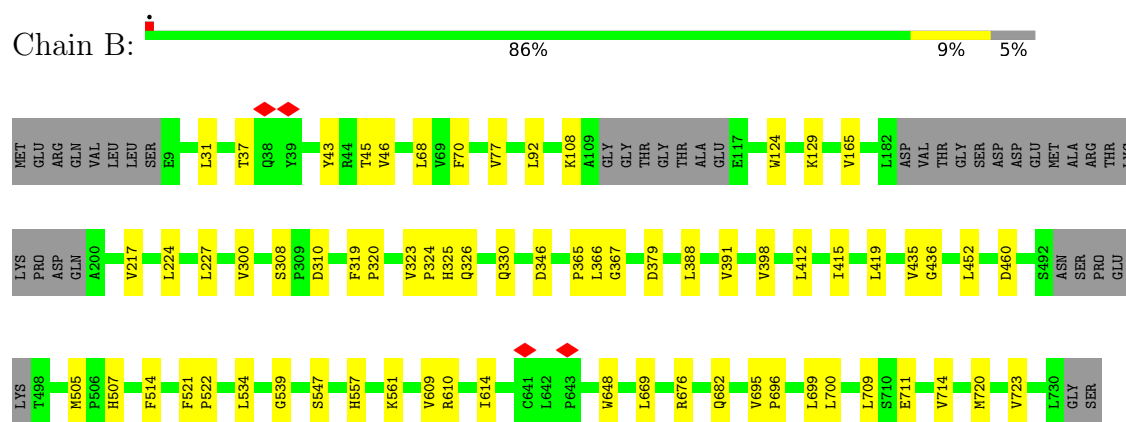 Chain B:
86% 9% 5%
MET GLU ARG GLN VAL LEU LEU SER E9 L31 T37 Q38 Y39 Y43 R44 T45 V46 L68 V69 F70 V77 L92 K108 A109 GLY GLY THR GLY THR ALA GLU E117 W124 K129 V165 L182 ASP VAL THR GLY SER ASP ASP GLU MET ALA ARG THR
LYS PRO ASP GLN A200 V217 L224 L227 V300 S308 P309 D310 F319 P320 V323 P324 H325 Q326 Q330 D346 P365 L366 G367 D379 L388 V391 V398 L412 I415 L419 V435 G436 L452 D460 S492 ASN SER PRO GLU
LYS T498 M505 P506 H507 F514 F521 P522 L534 G539 S547 H557 K561 V609 R610 I614 C641 L642 P643 W648 L669 R676 Q682 V695 P696 L699 L700 L709 S710 E711 V714 M720 V723 L730 GLY SER